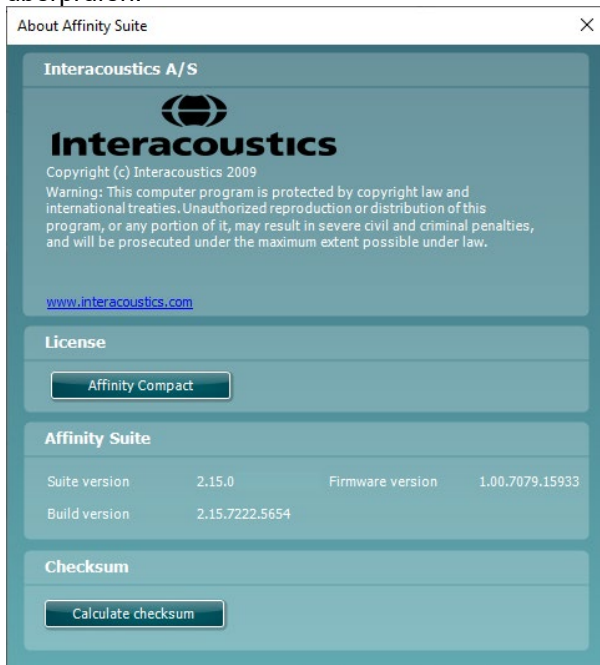 überprüfen.
About Affinity Suite
Interacoustics A/S
Interacoustics
Copyright (c) Interacoustics 2009
Warning: This computer program is protected by copyright law and
international treaties. Unauthorized reproduction or distribution of this
program, or any portion of it, may result in severe civil and criminal penalties,
and will be prosecuted under the maximum extent possible under law.
www.interacoustics.com
License
Affinity Compact
Affinity Suite
Suite version 2.15.0 Firmware version 1.00.7079.15933
Build version 2.15.7222.5654
Checksum
Calculate checksum